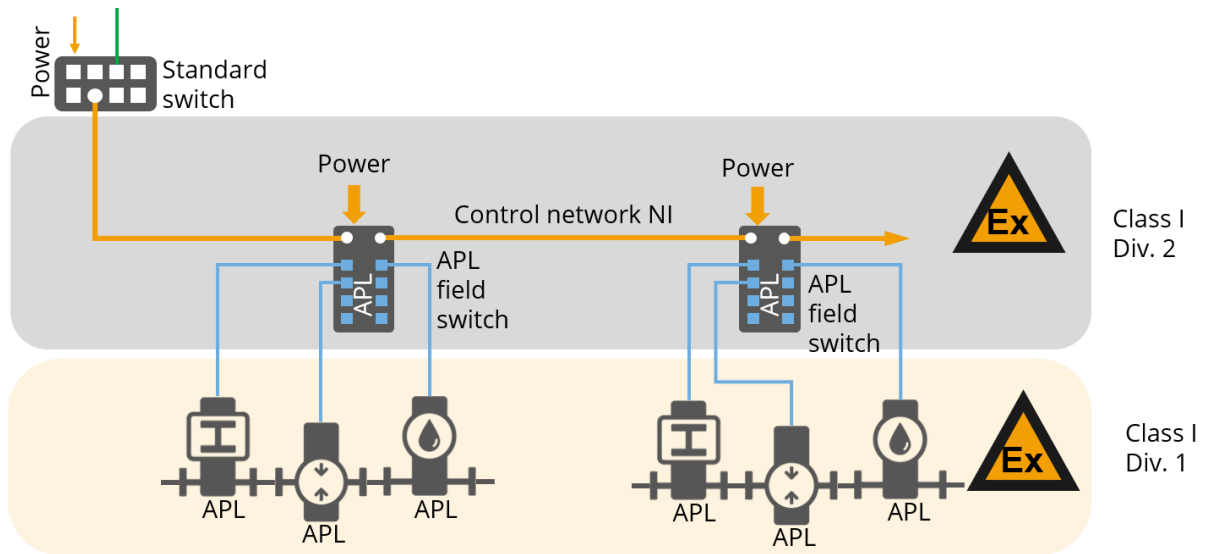 Power
Standard
switch
Power
Power
Control network NI
Ex
Class I
Div. 2
APL
APL
field
switch
APL
APL
field
switch
Ex
Class I
Div. 1
APL
APL
APL
APL
APL
APL